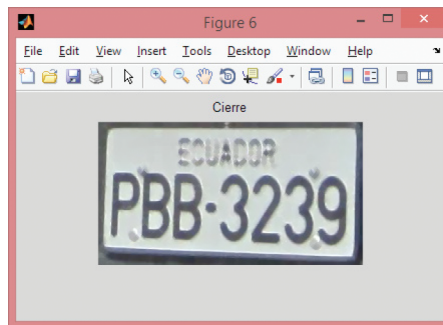 Figure 6
File Edit View Insert Tools Desktop Window Help
Cierre
ECUADOR
PBB-3239